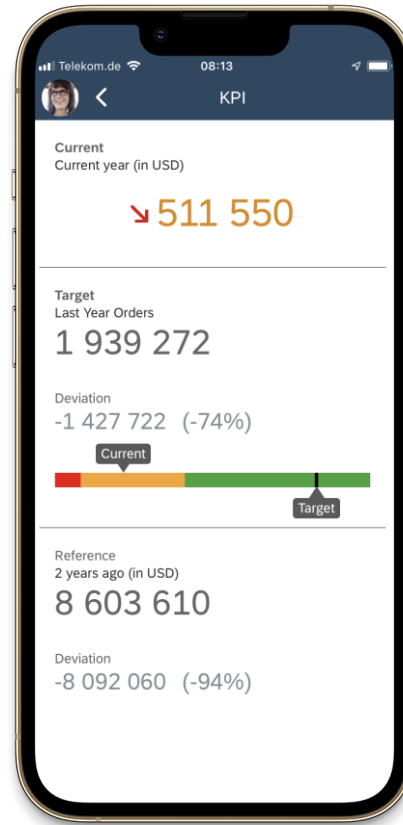 Telekom.de 08:13
KPI
Current
Current year (in USD)
511 550
Target
Last Year Orders
1 939 272
Deviation
-1 427 722 (-74%)
Current
Target
Reference
2 years ago (in USD)
8 603 610
Deviation
-8 092 060 (-94%)